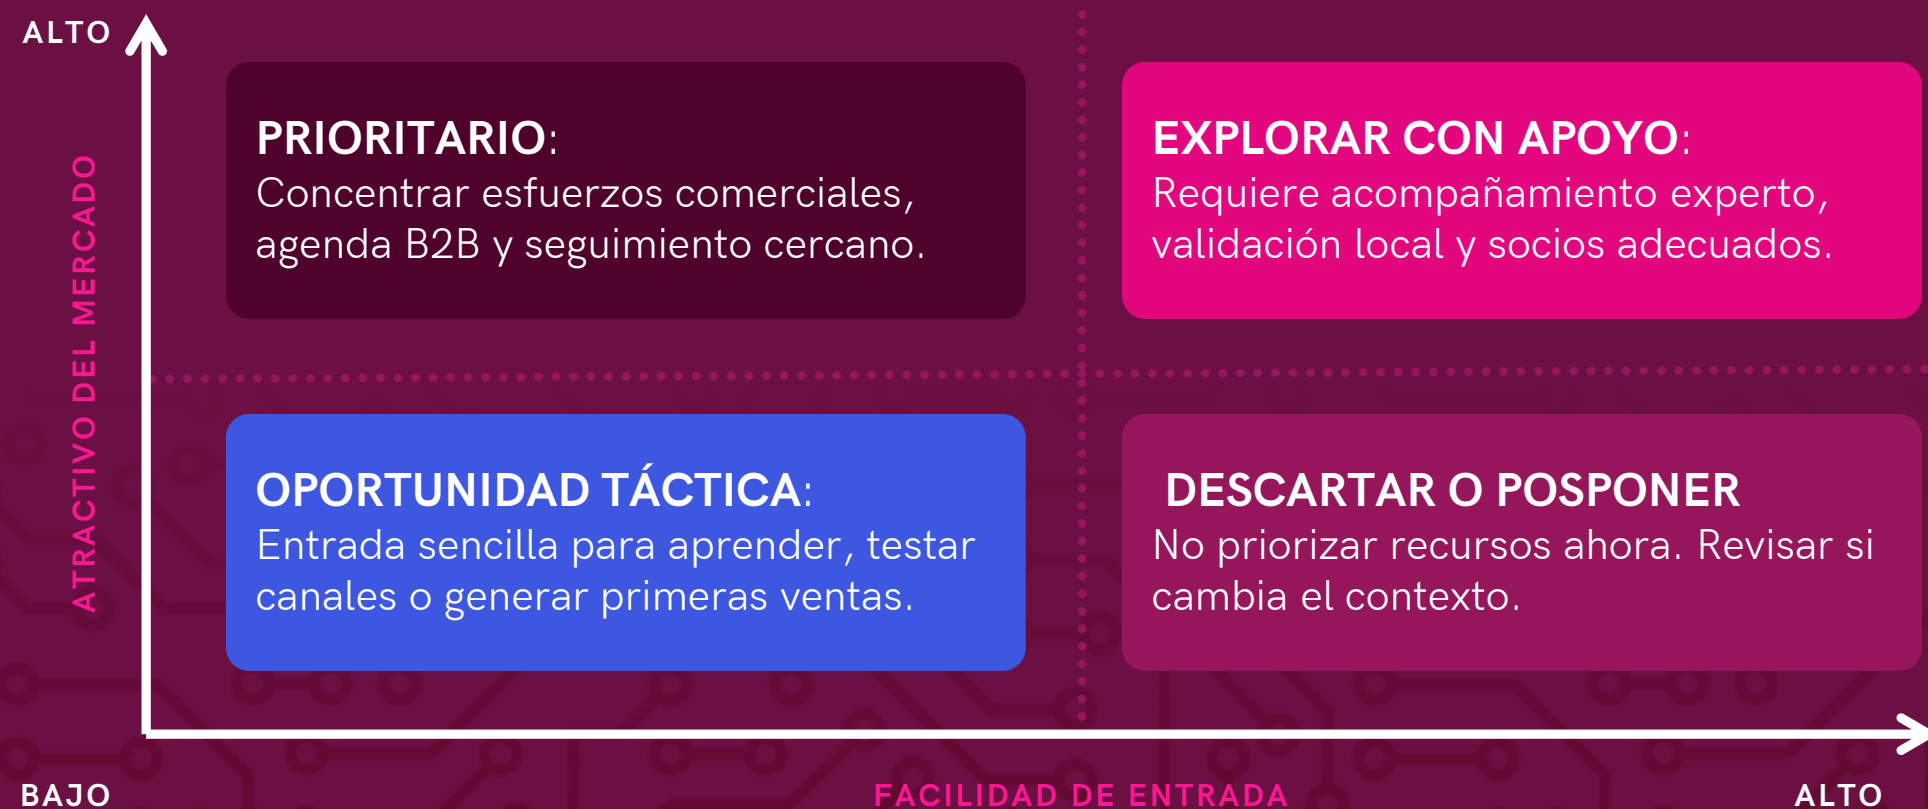 ALTO
ATRACTIVO DEL MERCADO
PRIORITARIO:
Concentrar esfuerzos comerciales,
agenda B2B y seguimiento cercano.
EXPLORAR CON APOYO:
Requiere acompañamiento experto,
validación local y socios adecuados.
OPORTUNIDAD TÁCTICA:
Entrada sencilla para aprender, testar
canales o generar primeras ventas.
DESCARTAR O POSPONER
No priorizar recursos ahora. Revisar si
cambia el contexto.
BAJO
FACILIDAD DE ENTRADA
ALTO